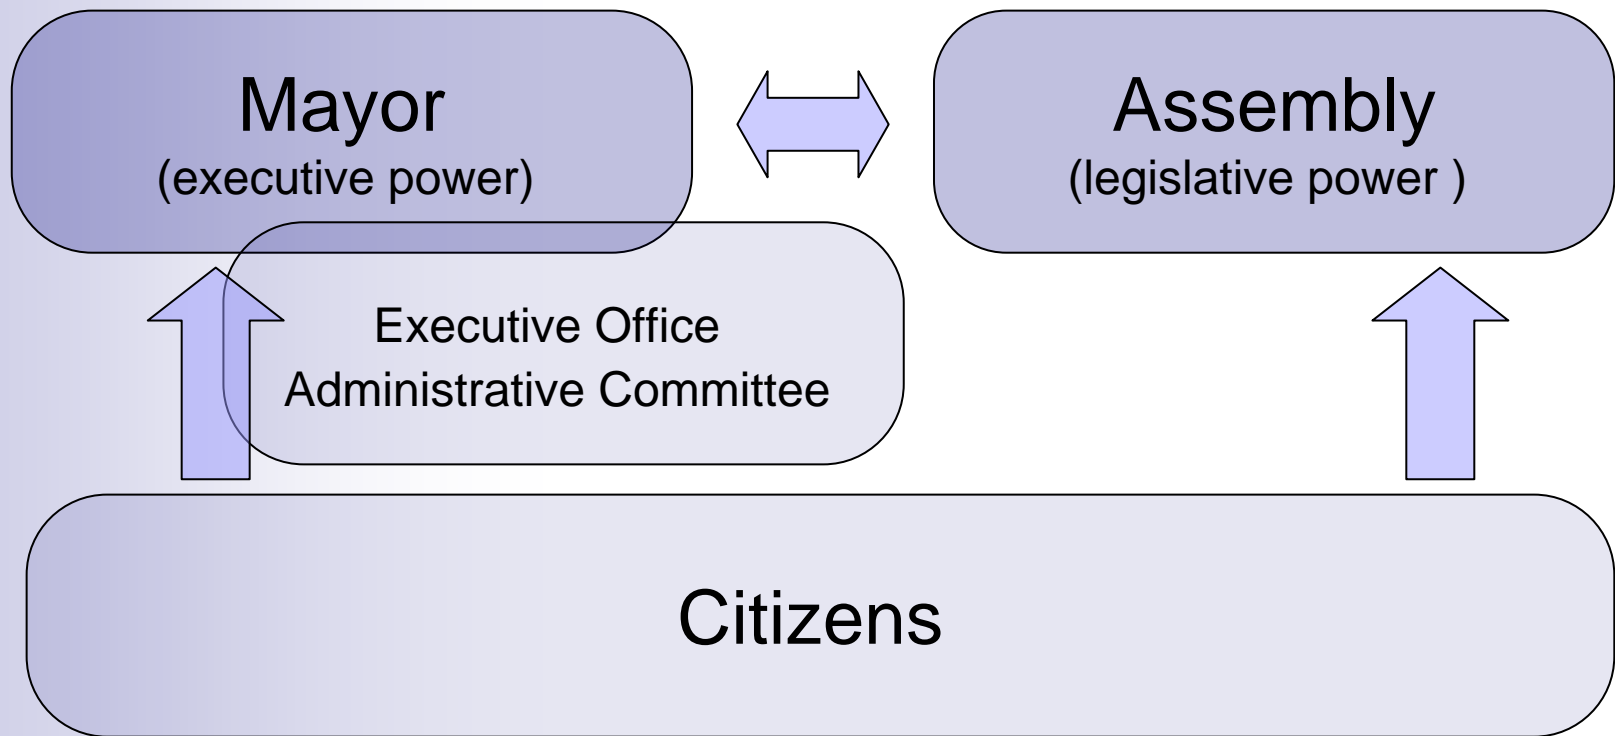 Mayor
(executive power)
Assembly
(legislative power )
Executive Office
Administrative Committee
Citizens